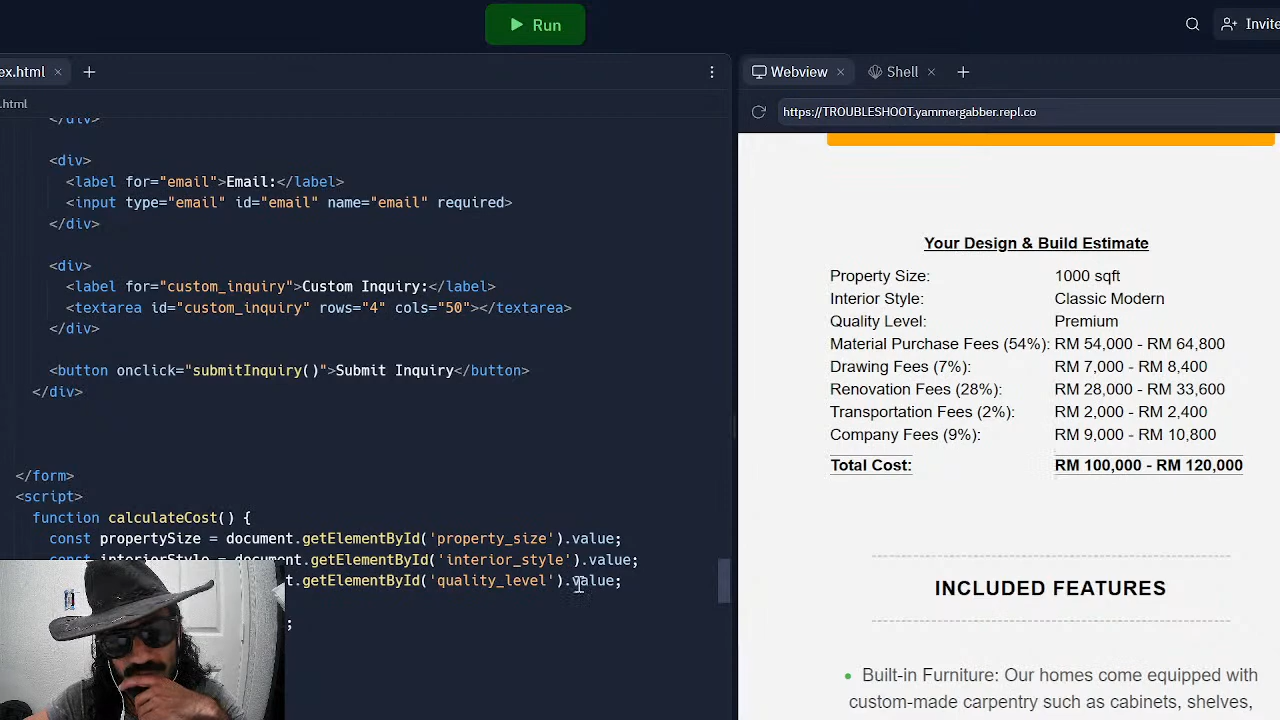 Run
Invite
ex.html
Webview
Shell
.html
https://TROUBLESHOOT.yammergabber.repl.co
</div>
<div>
<label for="email">Email:</label>
<input type="email" id="email" name="email" required>
</div>
<div>
<label for="custom_inquiry">Custom Inquiry:</label>
<textarea id="custom_inquiry" rows="4" cols="50"></textarea>
</div>
<button onclick="submitInquiry()">Submit Inquiry</button>
</div>
</form>
<script>
function calculateCost() {
const propertySize = document.getElementById('property_size').value;
const interiorStyle = document.getElementById('interior_style').value;
t.getElementById('quality_level').value;
;
Your Design & Build Estimate
Property Size: 1000 sqft
Interior Style: Classic Modern
Quality Level: Premium
Material Purchase Fees (54%): RM 54,000 - RM 64,800
Drawing Fees (7%): RM 7,000 - RM 8,400
Renovation Fees (28%): RM 28,000 - RM 33,600
Transportation Fees (2%): RM 2,000 - RM 2,400
Company Fees (9%): RM 9,000 - RM 10,800
Total Cost: RM 100,000 - RM 120,000
INCLUDED FEATURES
Built-in Furniture: Our homes come equipped with
custom-made carpentry such as cabinets, shelves,